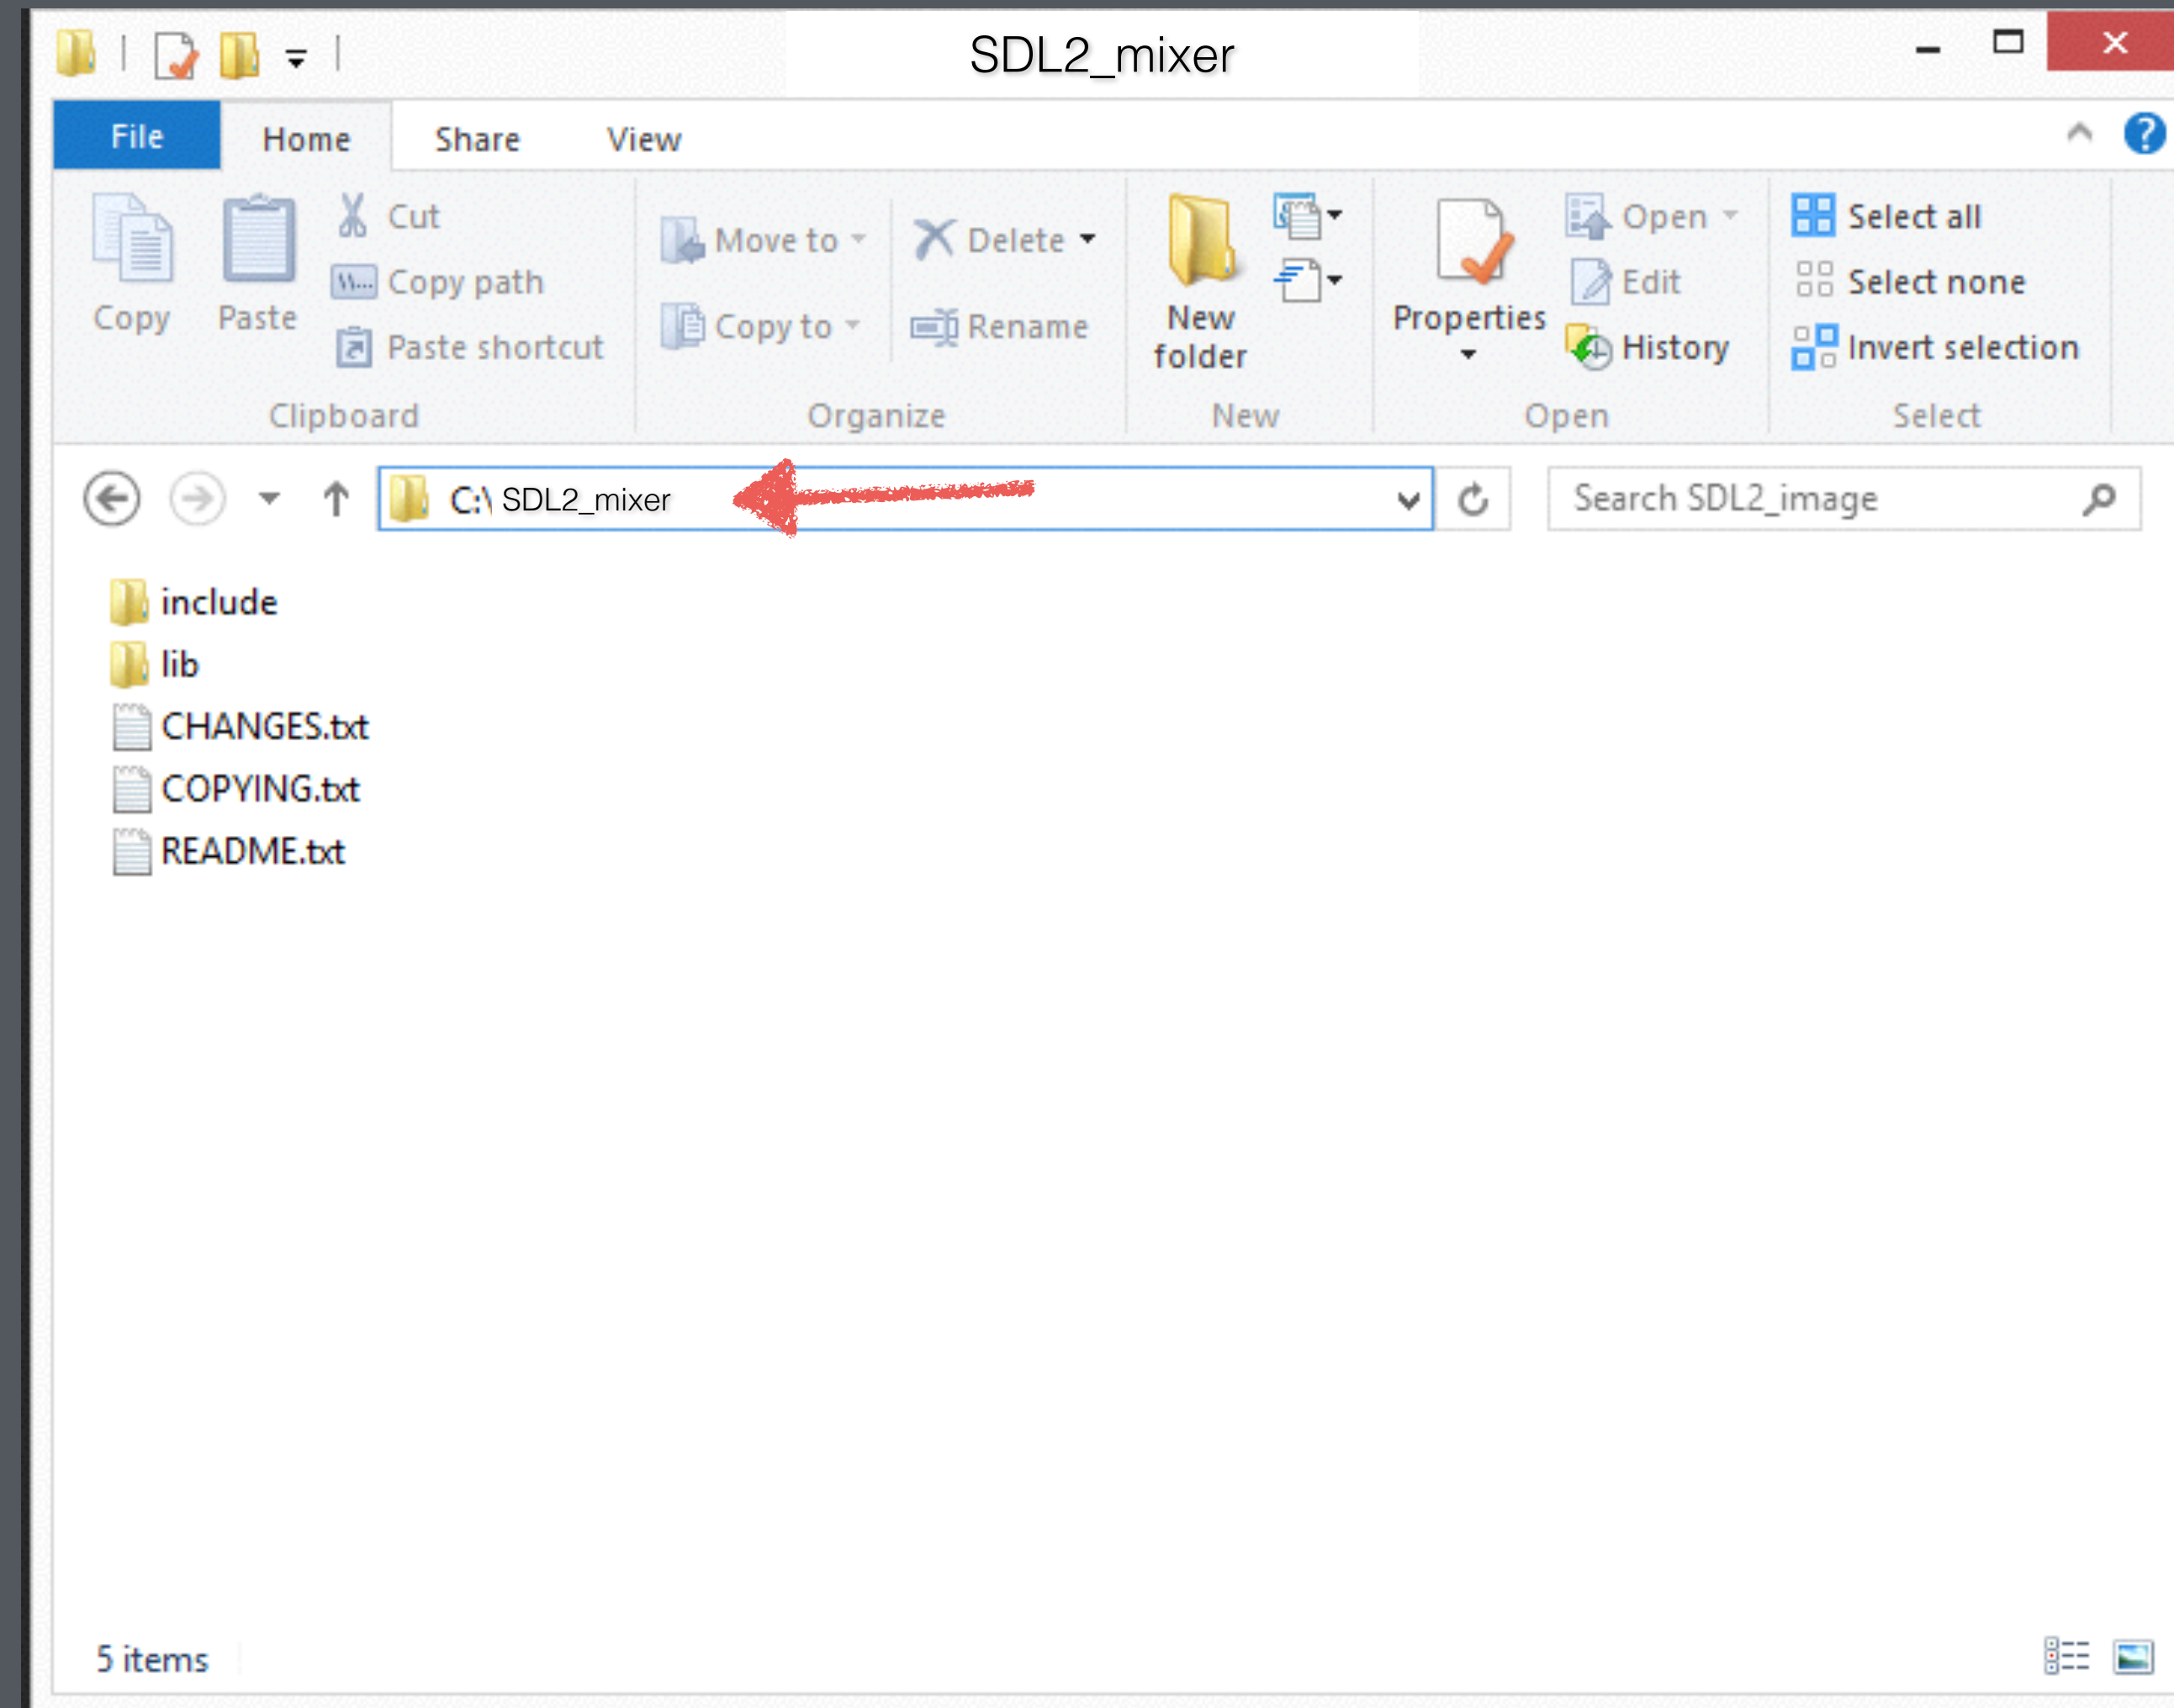 SDL2_mixer
File Home Share View
Copy
Paste
Cut
Copy path
Paste shortcut
Clipboard
Move to
Copy to
Delete
Rename
Organize
New
folder
New
Properties
Open
Edit
History
Open
Select all
Select none
Invert selection
Select
C:\ SDL2_mixer
Search SDL2_image
include
lib
CHANGES.txt
COPYING.txt
README.txt
5 items